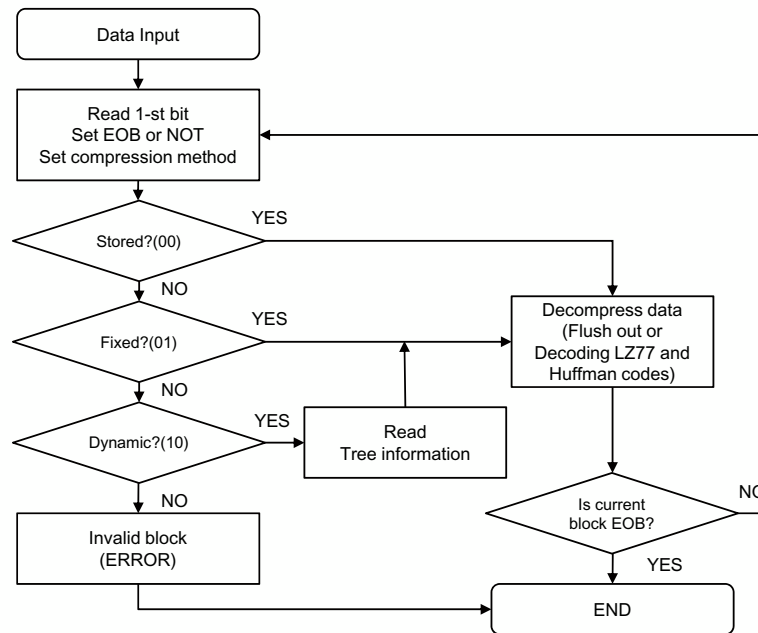 Data Input
Read 1-st bit
Set EOB or NOT
Set compression method
YES
Stored?(00)
NO
YES
Fixed?(01)
Decompress data
(Flush out or
Decoding LZ77 and
Huffman codes)
NO
YES
Dynamic?(10)
Read
Tree information
NO
Is current
block EOB?
NO
Invalid block
(ERROR)
YES
END